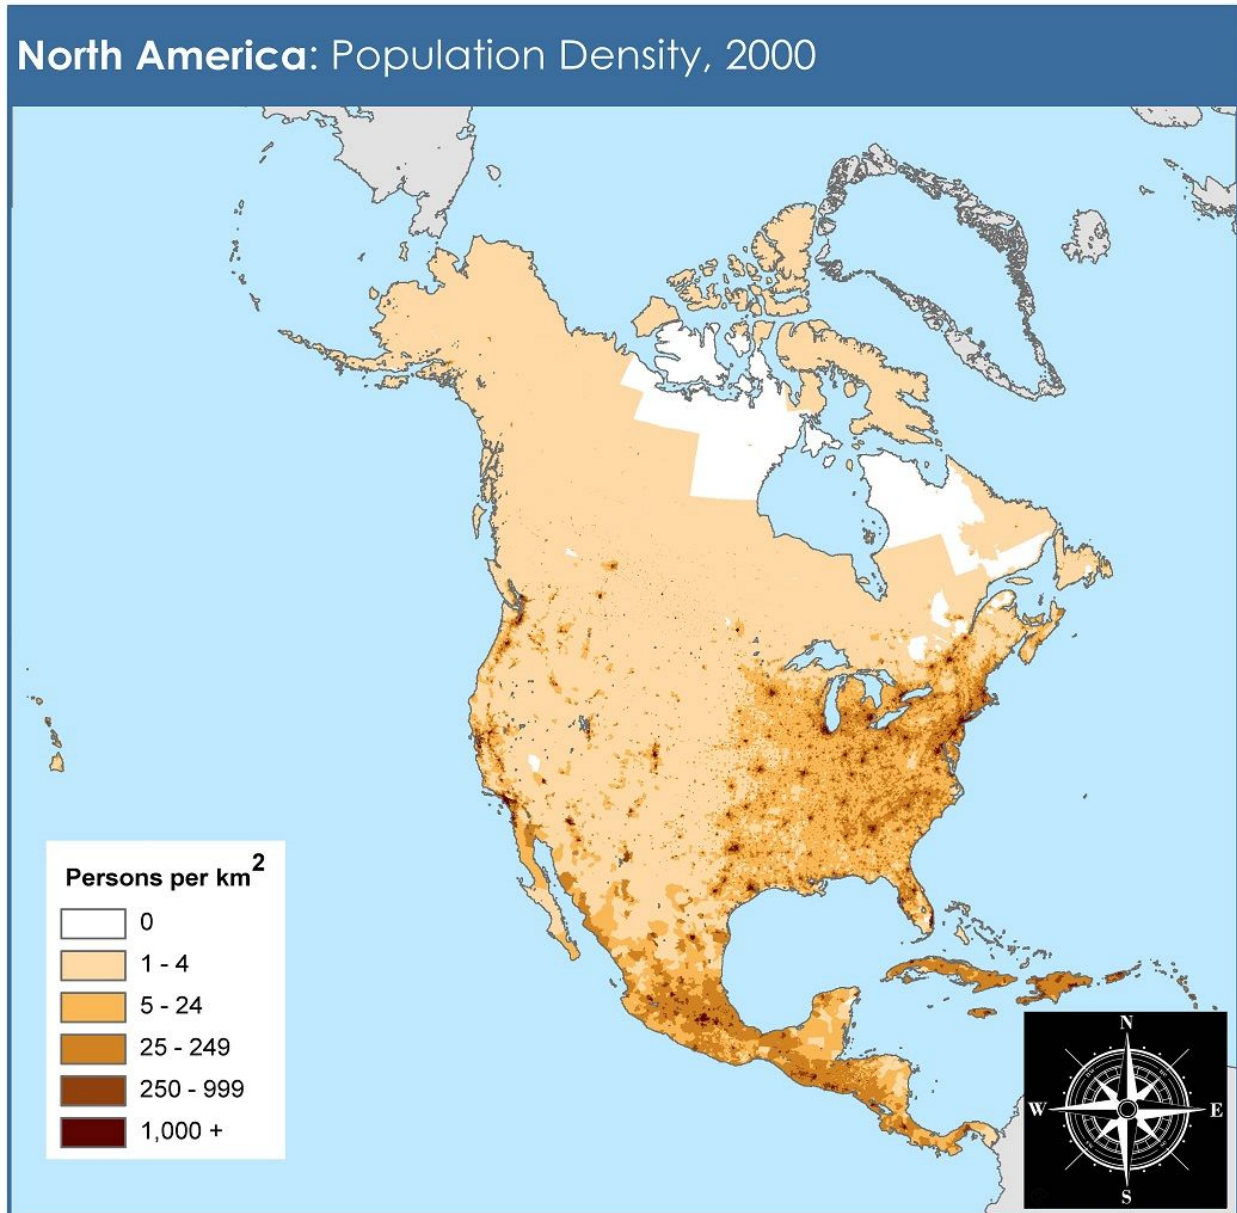 North America: Population Density, 2000
Persons per km²
0
1 - 4
5 - 24
25 - 249
250 - 999
1,000 +
N
W E
S